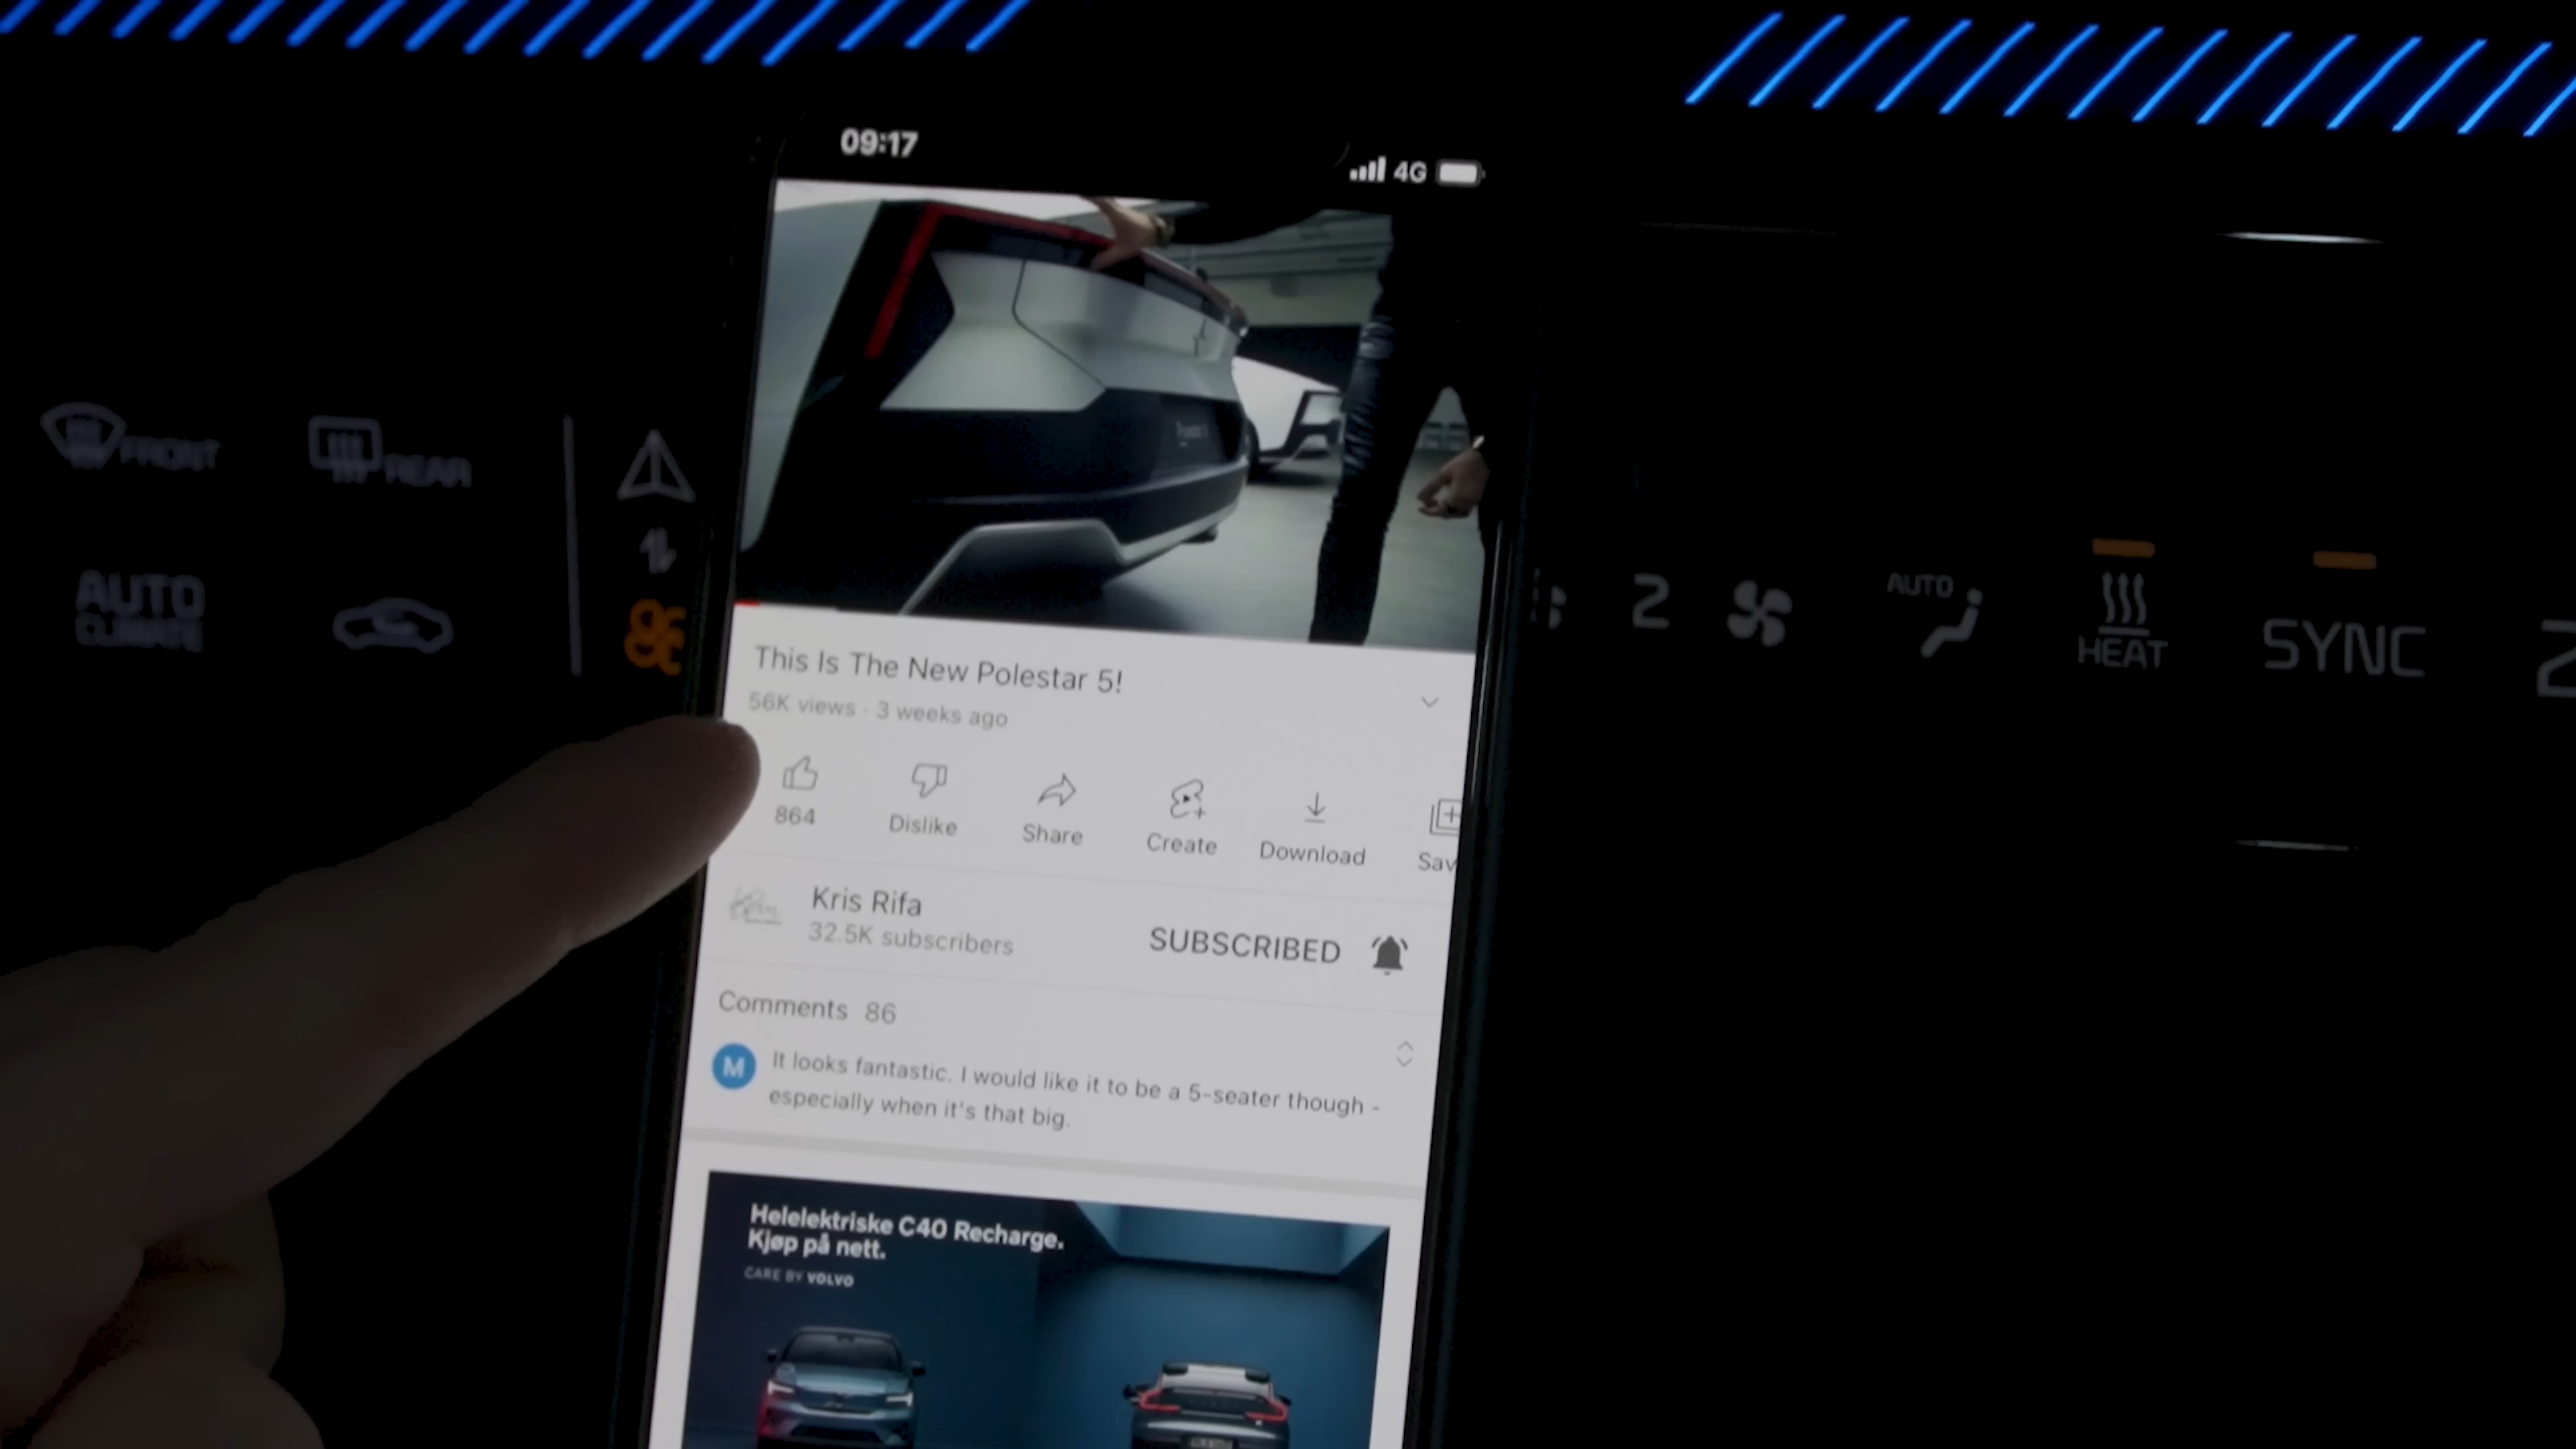 09:17
4G
FRONT
REAR
AUTO
CLIMATE
2
AUTO
HEAT
SYNC
This Is The New Polestar 5!
56K views · 3 weeks ago
864
Dislike
Share
Create
Download
Sav
Kris Rifa
32.5K subscribers
SUBSCRIBED
Comments 86
M
It looks fantastic. I would like it to be a 5-seater though -
especially when it's that big.
Helelektriske C40 Recharge.
Kjøp på nett.
CARE BY VOLVO